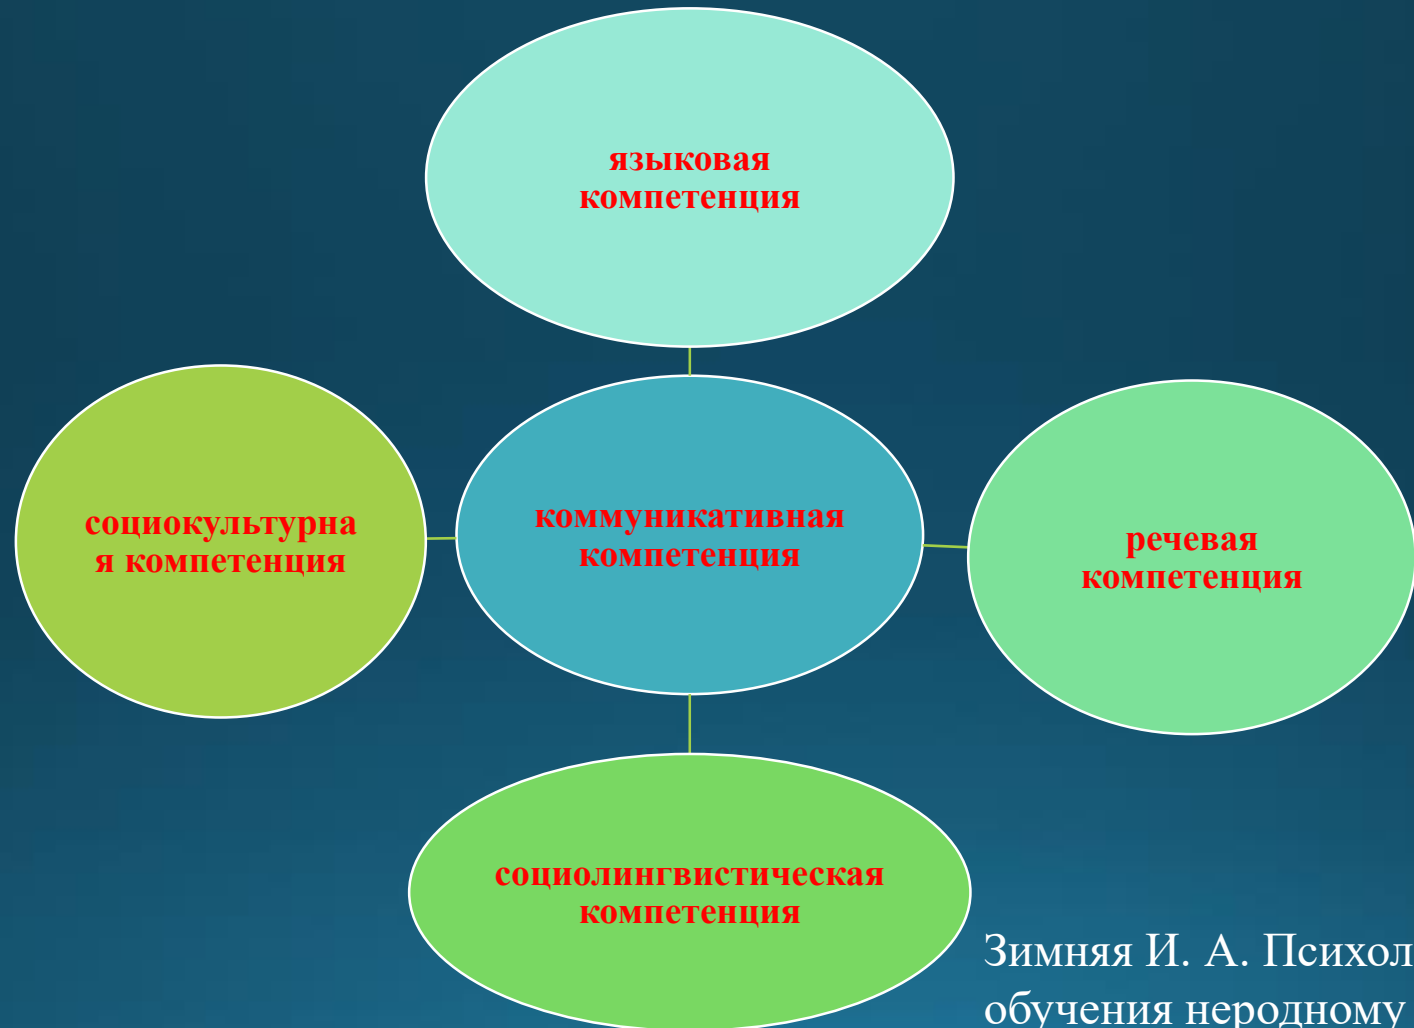 языковая
компетенция
социокультурна
я компетенция
коммуникативная
компетенция
речевая
компетенция
социолингвистическая
компетенция
Зимняя И. А. Психол
обучения неродному